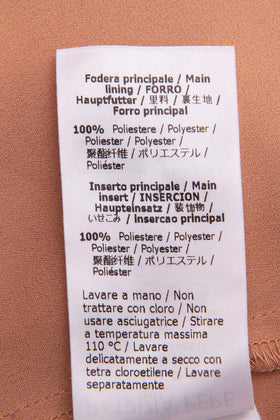 Fodera principale / Main
lining / FORRO /
Hauptfutter / 里料 / 裏生地 /
Forro principal
100% Poliestere / Polyester /
Poliester / Polyester /
聚酯纤维 / ポリエステル /
Poliéster
Inserto principale / Main
insert / INSERCION /
Haupteinsatz / 装饰物 /
いせこみ / insercao principal
100% Poliestere / Polyester /
Poliester / Polyester /
聚酯纤维 / ポリエステル /
Poliéster
Lavare a mano / Non
trattare con cloro / Non
usare asciugatrice / Stirare
a temperatura massima
110 °C / Lavare
delicatamente a secco con
tetra cloroetilene / Lavare
separatamente